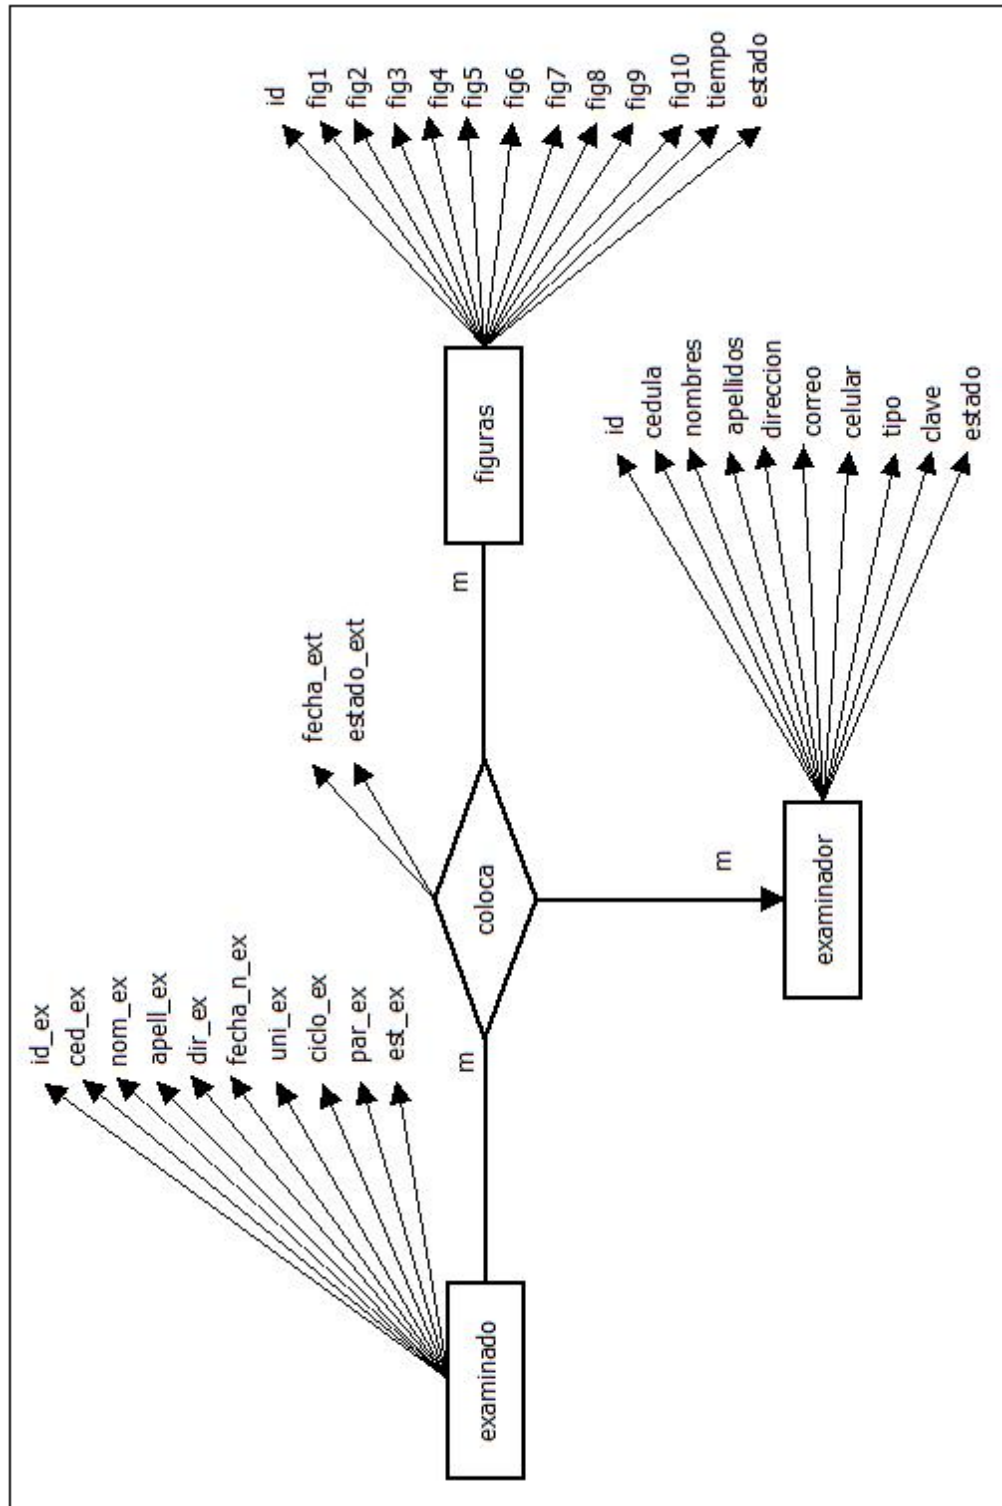 id_ex
ced_ex
nom_ex
apell_ex
dir_ex
fecha_n_ex
uni_ex
ciclo_ex
par_ex
est_ex
examinado
m
fecha_ext
estado_ext
coloca
m
m
id
fig1
fig2
fig3
fig4
fig5
fig6
fig7
fig8
fig9
fig10
tiempo
estado
figuras
id
cedula
nombres
apellidos
direccion
correo
celular
tipo
clave
estado
examinador